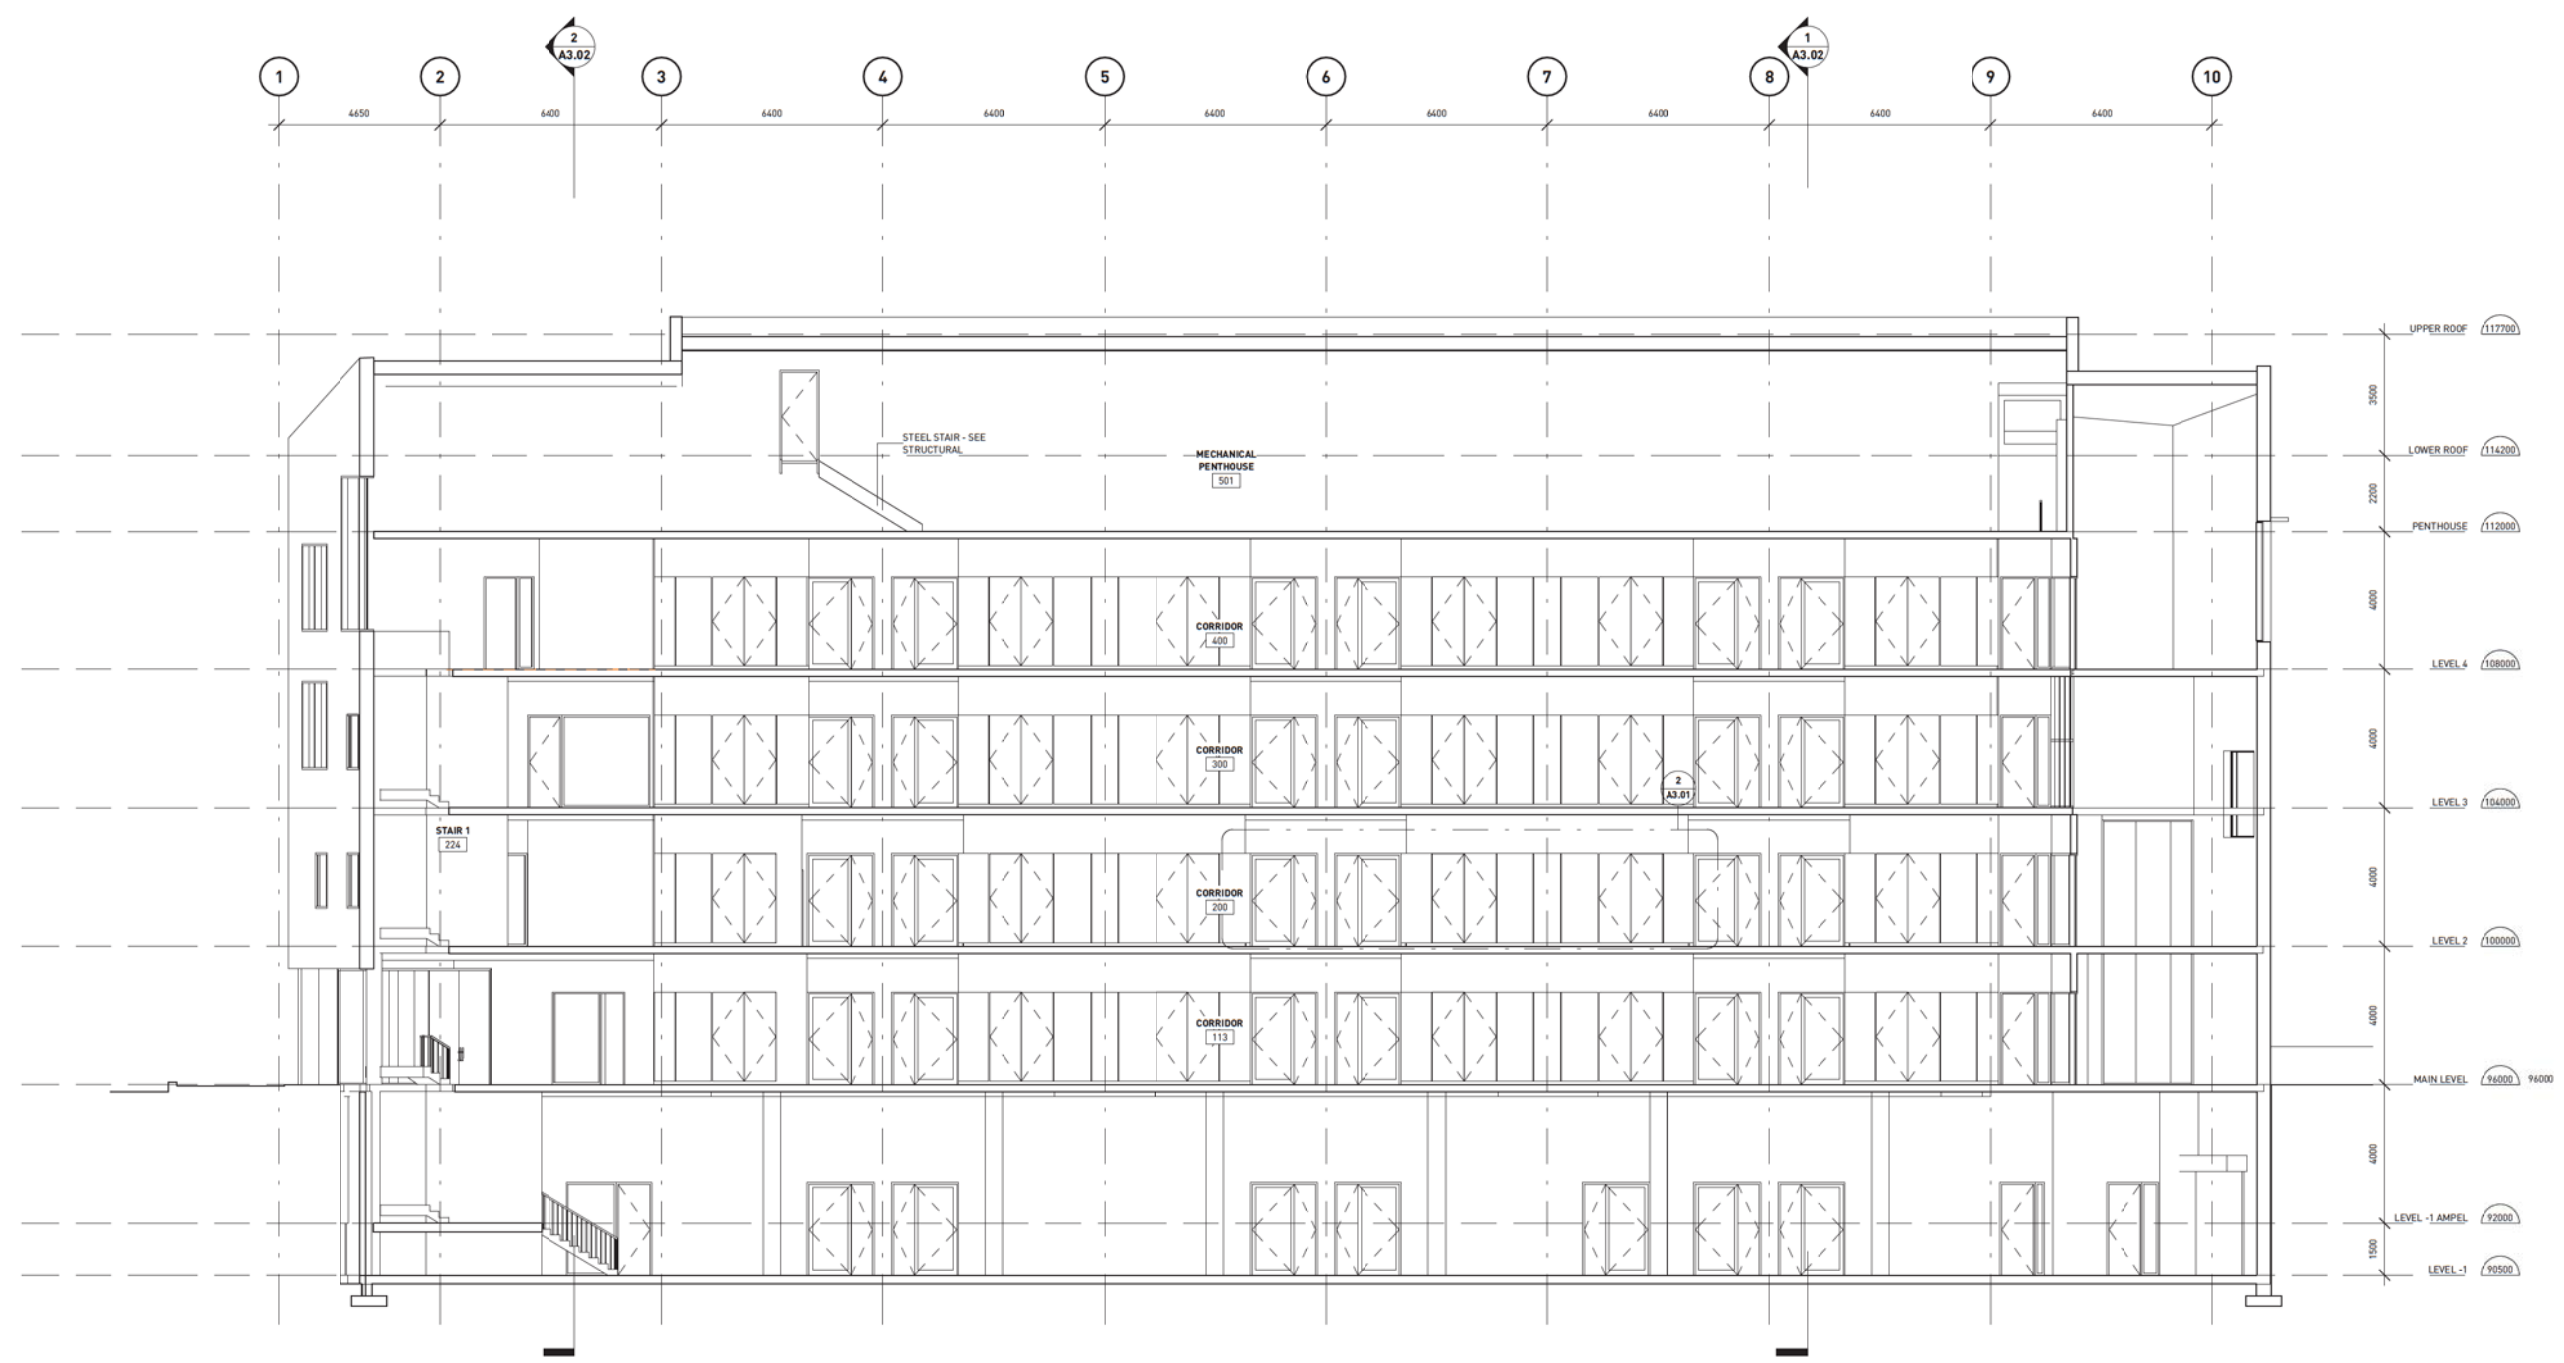 2
A3.02
1
A3.02
1
2
3
4
5
6
7
8
9
10
4650
6400
6400
6400
6400
6400
6400
6400
6400
UPPER ROOF 117700
3500
STEEL STAIR - SEE
STRUCTURAL
MECHANICAL
PENTHOUSE
501
LOWER ROOF 114200
2200
PENTHOUSE 112000
4000
CORRIDOR
400
LEVEL 4 108000
4000
CORRIDOR
300
2
A3.01
LEVEL 3 104000
STAIR 1
224
4000
CORRIDOR
200
LEVEL 2 100000
4000
CORRIDOR
113
MAIN LEVEL 96000 96000
4000
LEVEL -1 AMPEL 92000
1500
LEVEL -1 90500